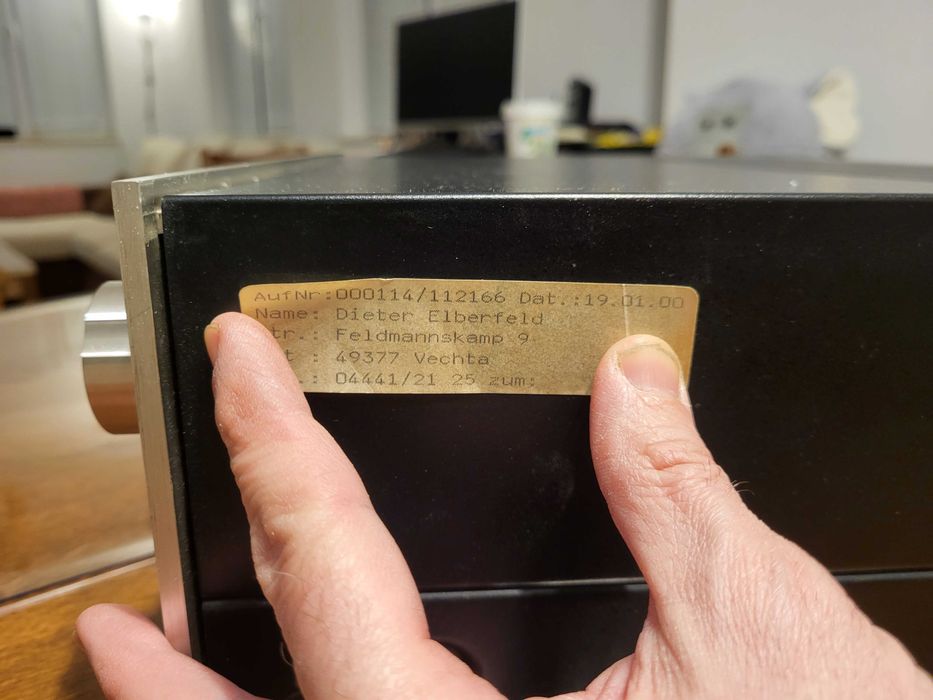 AufNr:000114/112166 Dat.:19.01.00
Name: Dieter Elberfeld
tr.: Feldmannskamp 9
t : 49377 Vechta
.: 04441/21 25 zum: